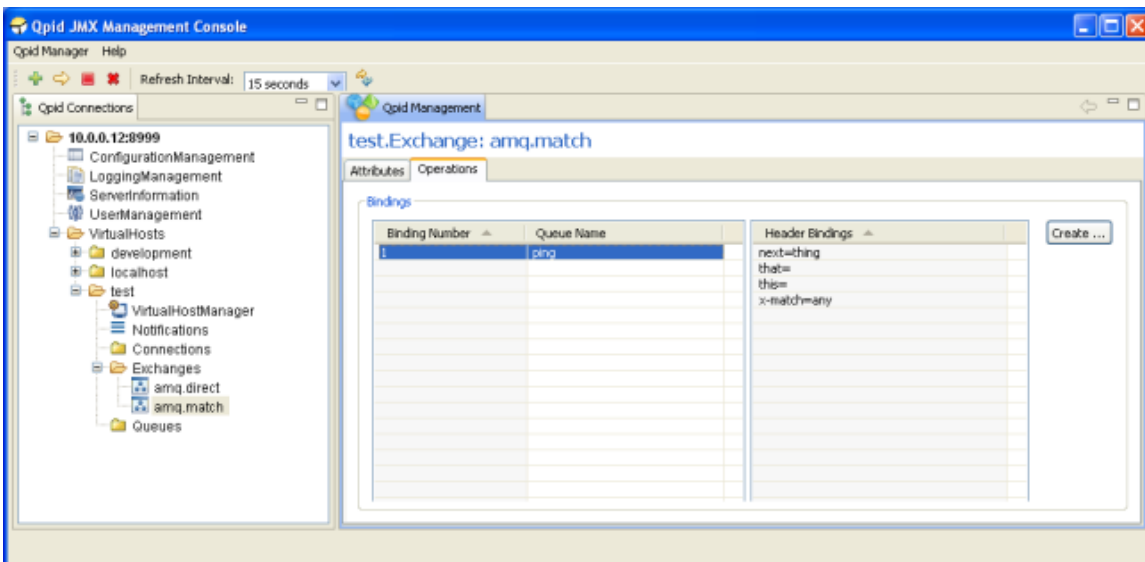 Qpid JMX Management Console
Qpid Manager Help
Refresh Interval: 15 seconds
Qpid Connections
10.0.0.12:8999
ConfigurationManagement
LoggingManagement
ServerInformation
UserManagement
VirtualHosts
development
localhost
test
VirtualHostManager
Notifications
Connections
Exchanges
amq.direct
amq.match
Queues
Qpid Management
test.Exchange: amq.match
Attributes Operations
Bindings
Binding Number Queue Name
1 ping
Header Bindings
next=thing
that=
this=
x-match=any
Create ...